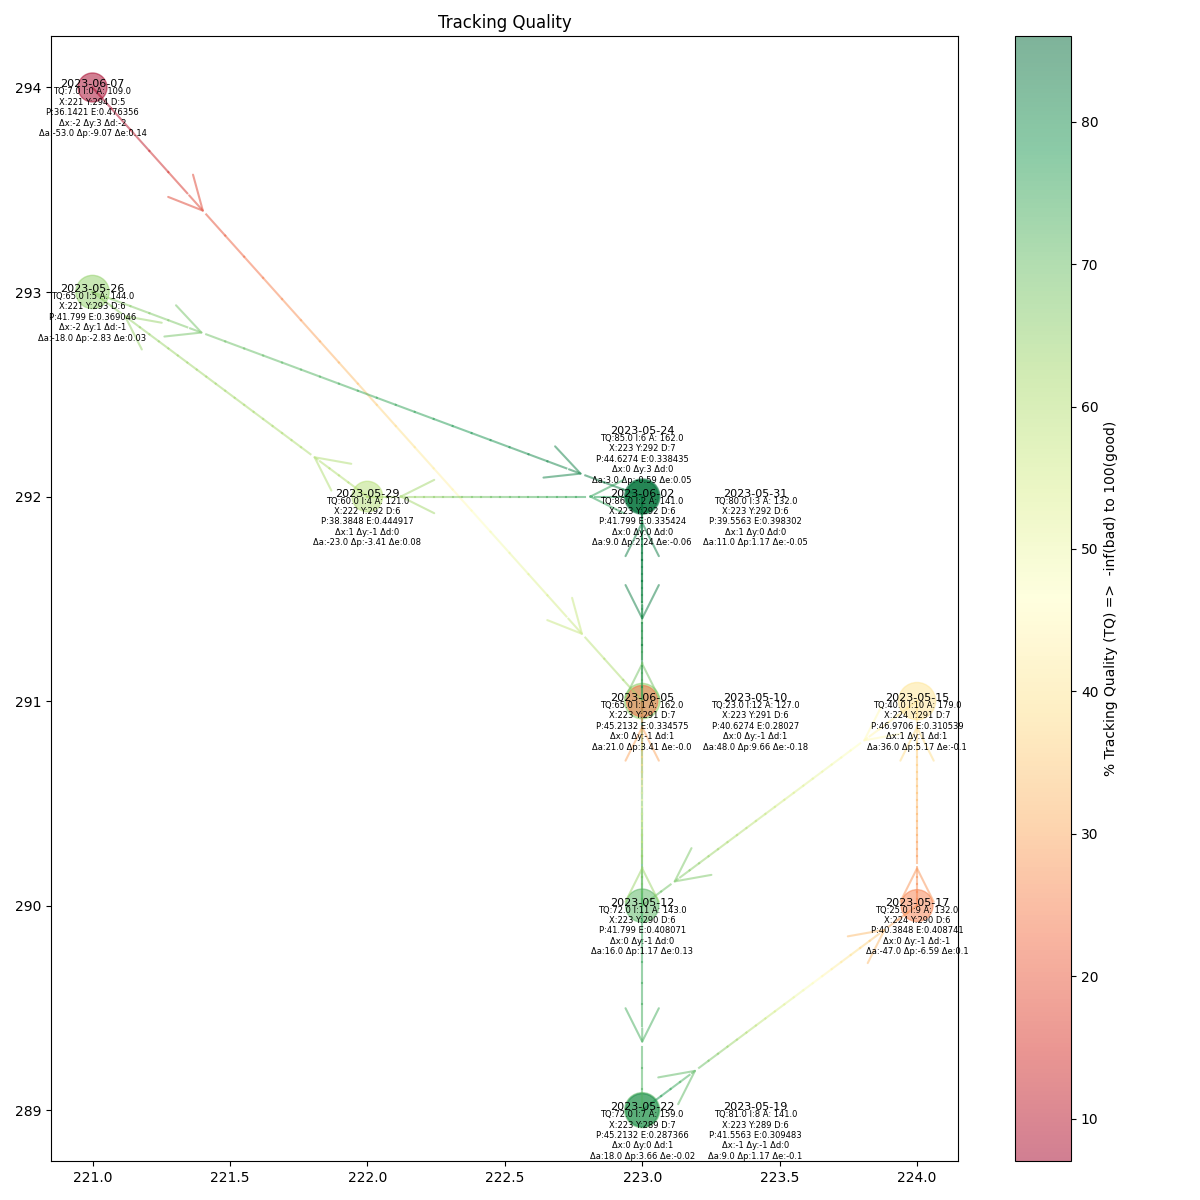 Tracking Quality
294
293
292
291
290
289
221.0
221.5
222.0
222.5
223.0
223.5
224.0
2023-06-07
TQ:7.0 I:0 A: 109.0
X:221 Y:294 D:5
P:36.1421 E:0.476356
Δx:-2 Δy:3 Δd:-2
Δa:-53.0 Δp:-9.07 Δe:0.14
2023-05-26
TQ:65.0 I:5 A: 144.0
X:221 Y:293 D:6
P:41.799 E:0.369046
Δx:-2 Δy:1 Δd:-1
Δa:-18.0 Δp:-2.83 Δe:0.03
2023-05-24
TQ:85.0 I:6 A: 162.0
X:223 Y:292 D:7
P:44.6274 E:0.338435
Δx:0 Δy:3 Δd:0
Δa:3.0 Δp:-0.59 Δe:0.05
2023-05-29
TQ:60.0 I:4 A: 121.0
X:222 Y:292 D:6
P:38.3848 E:0.444917
Δx:1 Δy:-1 Δd:0
Δa:-23.0 Δp:-3.41 Δe:0.08
2023-06-02
TQ:86.0 I:2 A: 141.0
X:223 Y:292 D:6
P:41.799 E:0.335424
Δx:0 Δy:0 Δd:0
Δa:9.0 Δp:2.24 Δe:-0.06
2023-05-31
TQ:80.0 I:3 A: 132.0
X:223 Y:292 D:6
P:39.5563 E:0.398302
Δx:1 Δy:0 Δd:0
Δa:11.0 Δp:1.17 Δe:-0.05
2023-06-05
TQ:65.0 I:1 A: 162.0
X:223 Y:291 D:7
P:45.2132 E:0.334575
Δx:0 Δy:-1 Δd:1
Δa:21.0 Δp:3.41 Δe:-0.0
2023-05-10
TQ:23.0 I:12 A: 127.0
X:223 Y:291 D:6
P:40.6274 E:0.28027
Δx:0 Δy:-1 Δd:1
Δa:48.0 Δp:9.66 Δe:-0.18
2023-05-15
TQ:40.0 I:10 A: 179.0
X:224 Y:291 D:7
P:46.9706 E:0.310539
Δx:1 Δy:1 Δd:1
Δa:36.0 Δp:5.17 Δe:-0.1
2023-05-12
TQ:72.0 I:11 A: 143.0
X:223 Y:290 D:6
P:41.799 E:0.408071
Δx:0 Δy:-1 Δd:0
Δa:16.0 Δp:1.17 Δe:0.13
2023-05-17
TQ:25.0 I:9 A: 132.0
X:224 Y:290 D:6
P:40.3848 E:0.408741
Δx:0 Δy:-1 Δd:-1
Δa:-47.0 Δp:-6.59 Δe:0.1
2023-05-22
TQ:72.0 I:7 A: 159.0
X:223 Y:289 D:7
P:45.2132 E:0.287366
Δx:0 Δy:0 Δd:1
Δa:18.0 Δp:3.66 Δe:-0.02
2023-05-19
TQ:81.0 I:8 A: 141.0
X:223 Y:289 D:6
P:41.5563 E:0.309483
Δx:-1 Δy:-1 Δd:0
Δa:9.0 Δp:1.17 Δe:-0.1
80
70
60
50
40
30
20
10
% Tracking Quality (TQ) => -inf(bad) to 100(good)